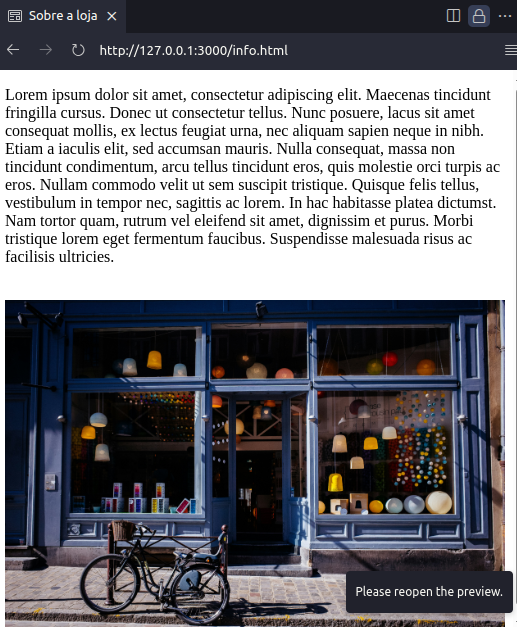 Sobre a loja
http://127.0.0.1:3000/info.html
Lorem ipsum dolor sit amet, consectetur adipiscing elit. Maecenas tincidunt
fringilla cursus. Donec ut consectetur tellus. Nunc posuere, lacus sit amet
consequat mollis, ex lectus feugiat urna, nec aliquam sapien neque in nibh.
Etiam a iaculis elit, sed accumsan mauris. Nulla consequat, massa non
tincidunt condimentum, arcu tellus tincidunt eros, quis molestie orci turpis ac
eros. Nullam commodo velit ut sem suscipit tristique. Quisque felis tellus,
vestibulum in tempor nec, sagittis ac lorem. In hac habitasse platea dictumst.
Nam tortor quam, rutrum vel eleifend sit amet, dignissim et purus. Morbi
tristique lorem eget fermentum faucibus. Suspendisse malesuada risus ac
facilisis ultricies.
Please reopen the preview.